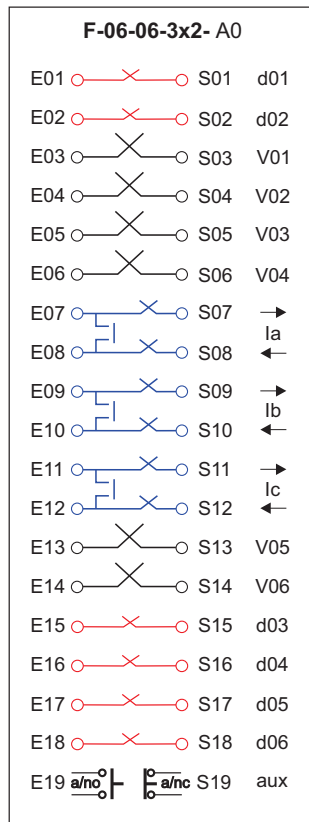 F-06-06-3x2- A0
E01 S01 d01
E02 S02 d02
E03 S03 V01
E04 S04 V02
E05 S05 V03
E06 S06 V04
E07 S07
Ia
E08 S08
E09 S09
Ib
E10 S10
E11 S11
Ic
E12 S12
E13 S13 V05
E14 S14 V06
E15 S15 d03
E16 S16 d04
E17 S17 d05
E18 S18 d06
E19 a/no a/nc S19 aux